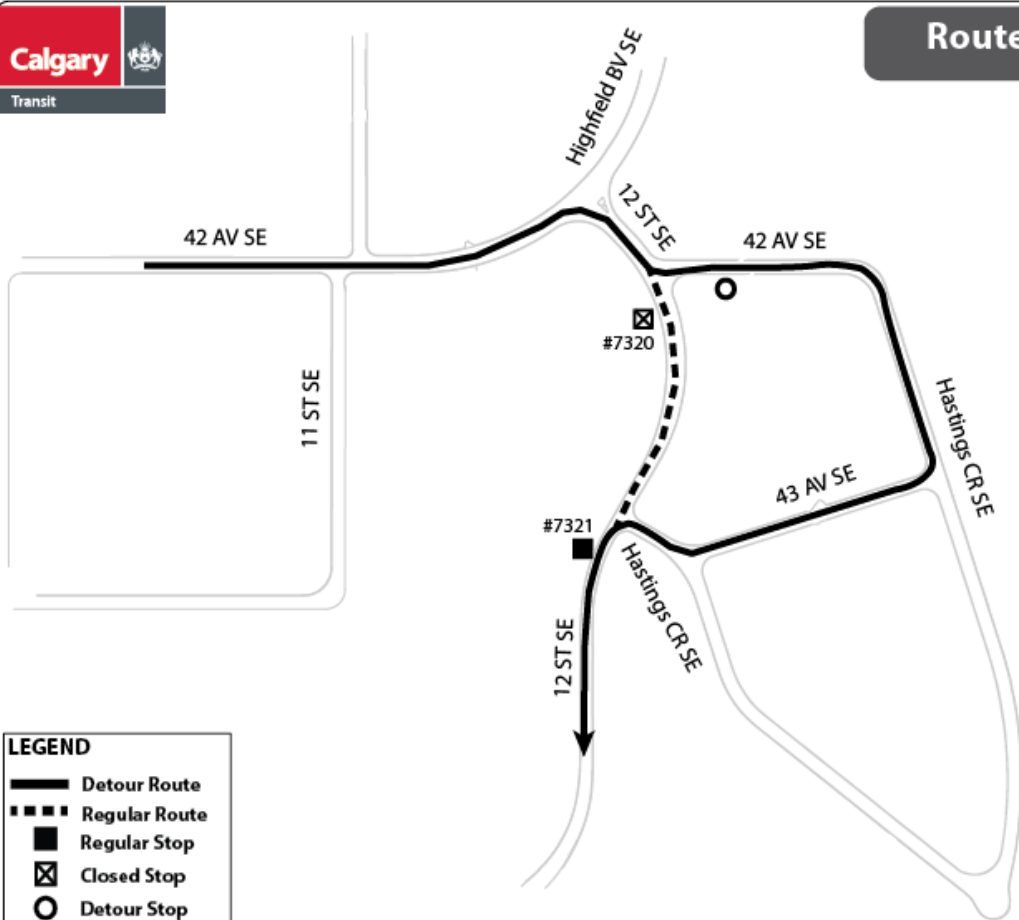 Calgary
Transit
Route
Highfield BV SE
12 ST SE
42 AV SE
42 AV SE
#7320
11 ST SE
Hastings CR SE
43 AV SE
#7321
Hastings CR SE
12 ST SE
LEGEND
Detour Route
Regular Route
Regular Stop
Closed Stop
Detour Stop